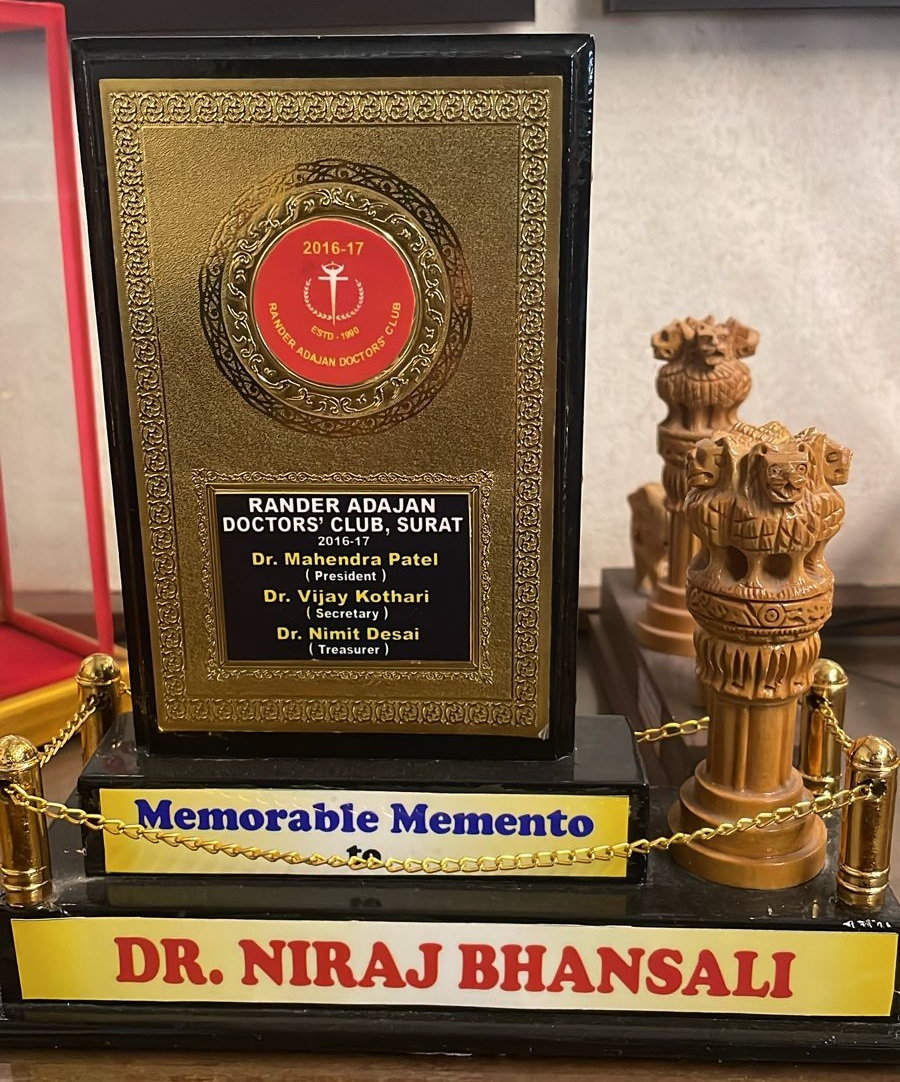 2016-17
ESTD - 1990
RANDER ADAJAN DOCTORS' CLUB
RANDER ADAJAN
DOCTORS' CLUB, SURAT
2016-17
Dr. Mahendra Patel
( President )
Dr. Vijay Kothari
( Secretary )
Dr. Nimit Desai
( Treasurer )
Memorable Memento
to
DR. NIRAJ BHANSALI